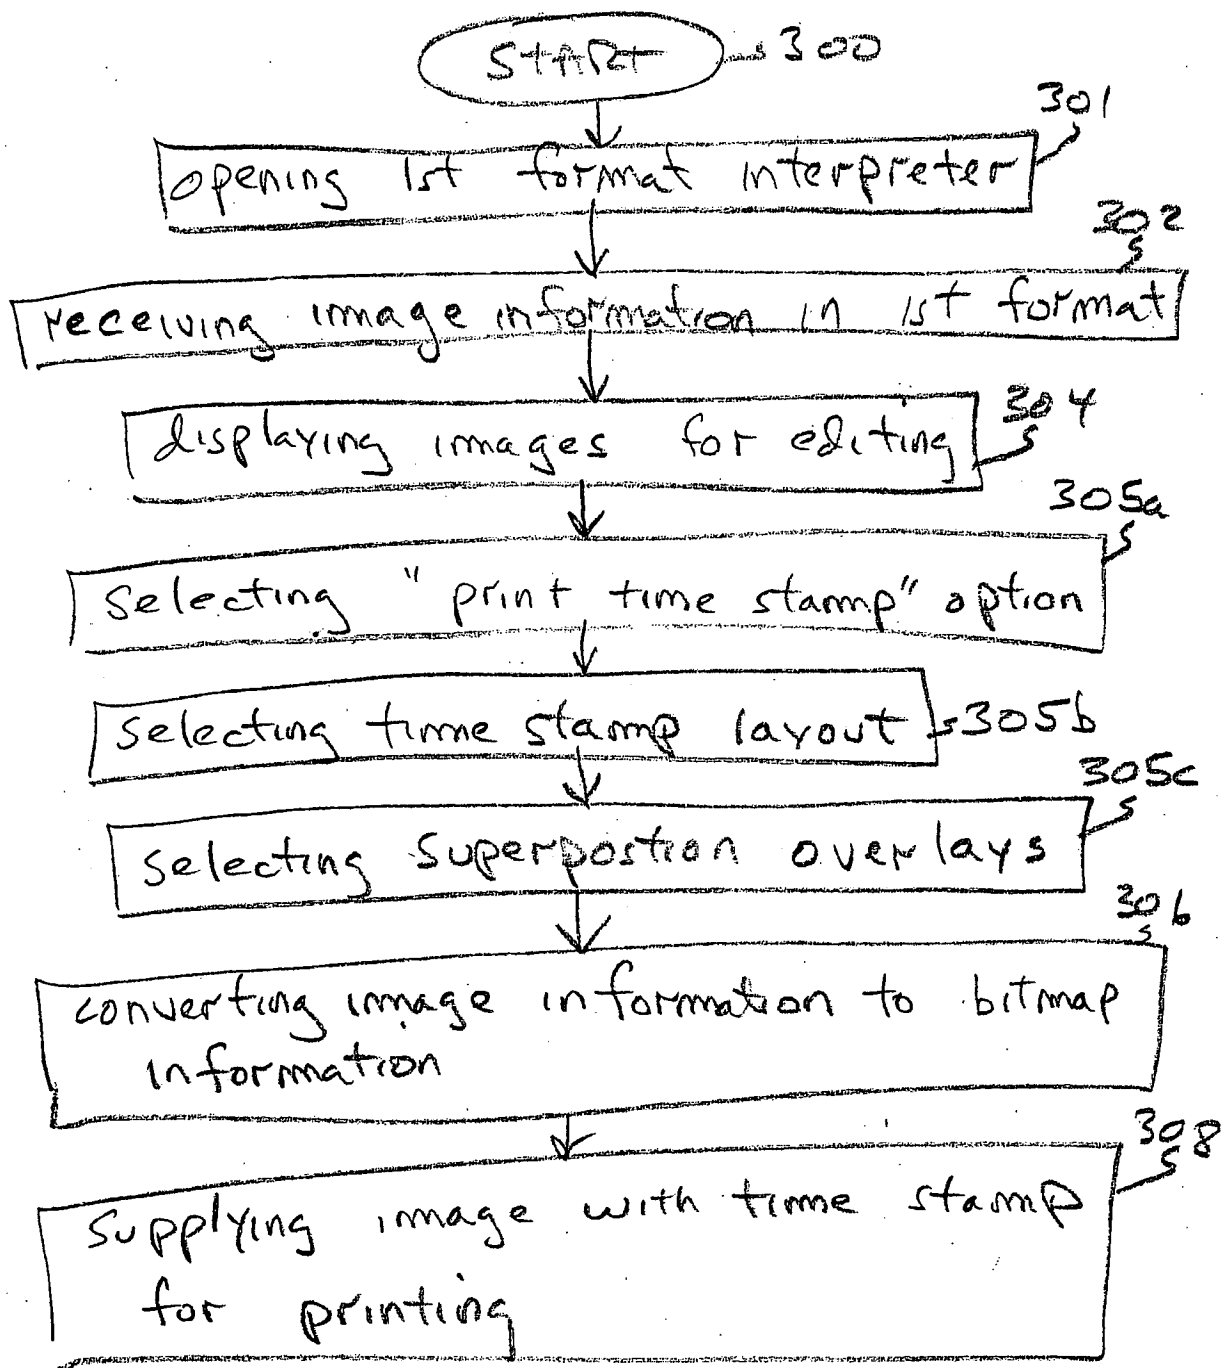 START 300
301
opening 1st format interpreter
302
receiving image information in 1st format
304
displaying images for editing
305a
selecting "print time stamp" option
selecting time stamp layout 305b
305c
selecting superpostion overlays
306
converting image information to bitmap
information
308
supplying image with time stamp
for printing